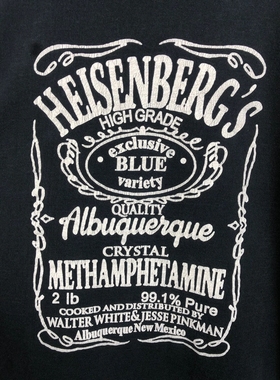 HEISENBERG's
HIGH GRADE
exclusive
BLUE
variety
QUALITY
Albuquerque
CRYSTAL
METHAMPHETAMINE
2 lb 99.1% Pure
COOKED AND DISTRIBUTED BY
WALTER WHITE & JESSE PINKMAN
Albuquerque New Mexico